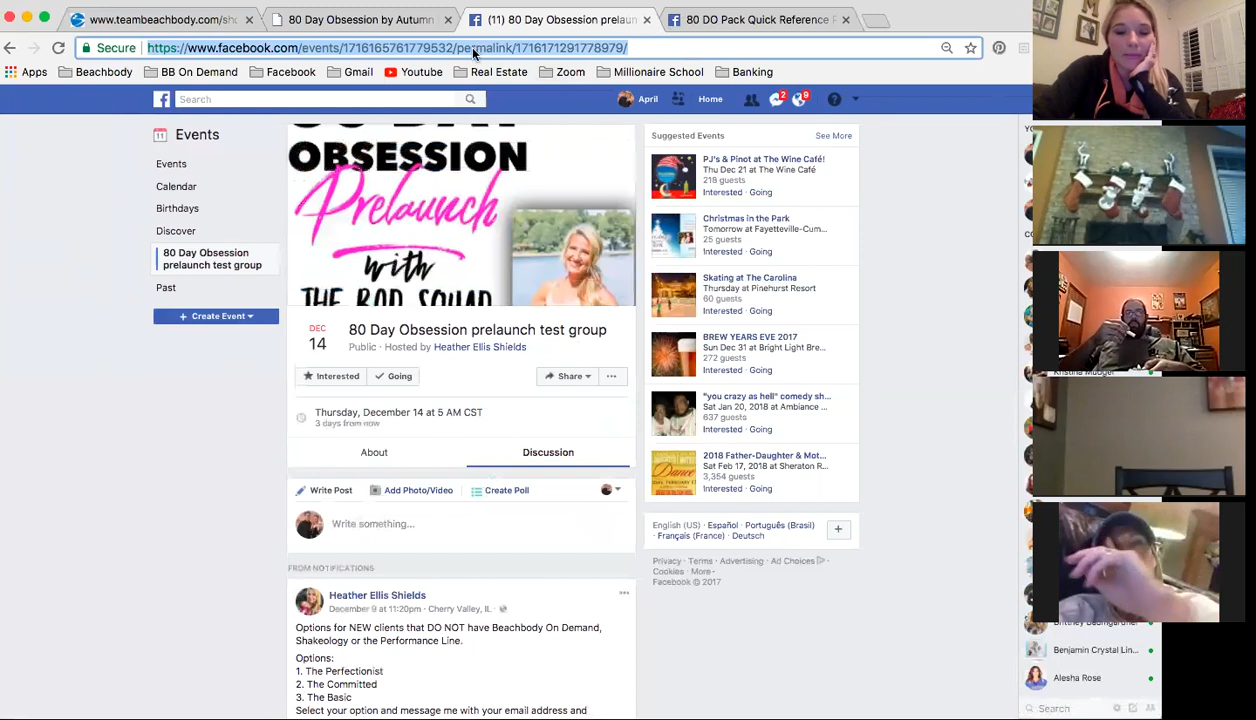 www.teambeachbody.com/sho
80 Day Obsession by Autumn
(11) 80 Day Obsession prelaun
80 DO Pack Quick Reference
Secure
https://www.facebook.com/events/1716165761779532/permalink/1716171291778979/
Apps
Beachbody
BB On Demand
Facebook
Gmail
Youtube
Real Estate
Zoom
Millionaire School
Banking
Search
April
Home
2
9
Events
Events
Calendar
Birthdays
Discover
80 Day Obsession
prelaunch test group
Past
+ Create Event
80 DAY
OBSESSION
Prelaunch
with
THE BOD SQUAD
DEC
14
80 Day Obsession prelaunch test group
Public · Hosted by Heather Ellis Shields
Interested
Going
Share
Thursday, December 14 at 5 AM CST
3 days from now
About
Discussion
Write Post
Add Photo/Video
Create Poll
Write something...
FROM NOTIFICATIONS
Heather Ellis Shields
December 9 at 11:20pm · Cherry Valley, IL ·
Options for NEW clients that DO NOT have Beachbody On Demand,
Shakeology or the Performance Line.
Options:
1. The Perfectionist
2. The Committed
3. The Basic
Select your option and message me with your email address and
Suggested Events
See More
PJ's & Pinot at The Wine Café!
Thu Dec 21 at The Wine Café
218 guests
Interested · Going
Christmas in the Park
Tomorrow at Fayetteville-Cum...
25 guests
Interested · Going
Skating at The Carolina
Thursday at Pinehurst Resort
60 guests
Interested · Going
BREW YEARS EVE 2017
Sun Dec 31 at Bright Light Bre...
272 guests
Interested · Going
"you crazy as hell" comedy sh...
Sat Jan 20, 2018 at Ambiance ...
637 guests
Interested · Going
2018 Father-Daughter & Mot...
Sat Feb 17, 2018 at Sheraton R...
3,354 guests
Interested · Going
English (US) · Español · Português (Brasil) · Français (France) · Deutsch
Privacy · Terms · Advertising · Ad Choices ·
Cookies · More
Facebook © 2017
Benjamin Crystal Lin...
Alesha Rose
Search